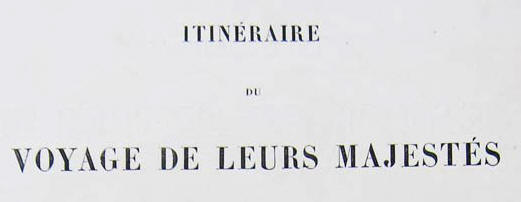 ITINÉRAIRE
DU
VOYAGE DE LEURS MAJESTÉS